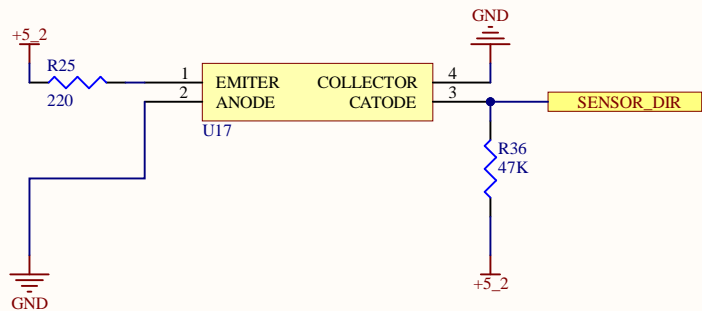 +5_2
R25
220
1
2
EMITER
ANODE
U17
COLLECTOR
CATODE
4
3
GND
SENSOR_DIR
R36
47K
+5_2
GND